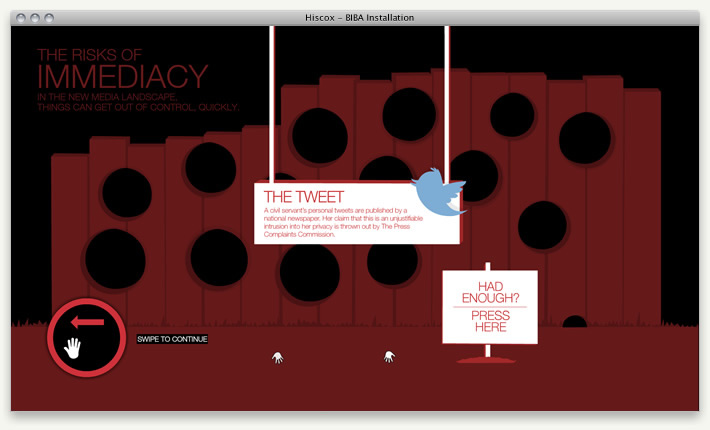 Hiscox – BIBA Installation
THE RISKS OF
IMMEDIACY
IN THE NEW MEDIA LANDSCAPE,
THINGS CAN GET OUT OF CONTROL, QUICKLY.
THE TWEET
A civil servant's personal tweets are published by a
national newspaper. Her claim that this is an unjustifiable
intrusion into her privacy is thrown out by The Press
Complaints Commission.
HAD
ENOUGH?
PRESS
HERE
SWIPE TO CONTINUE